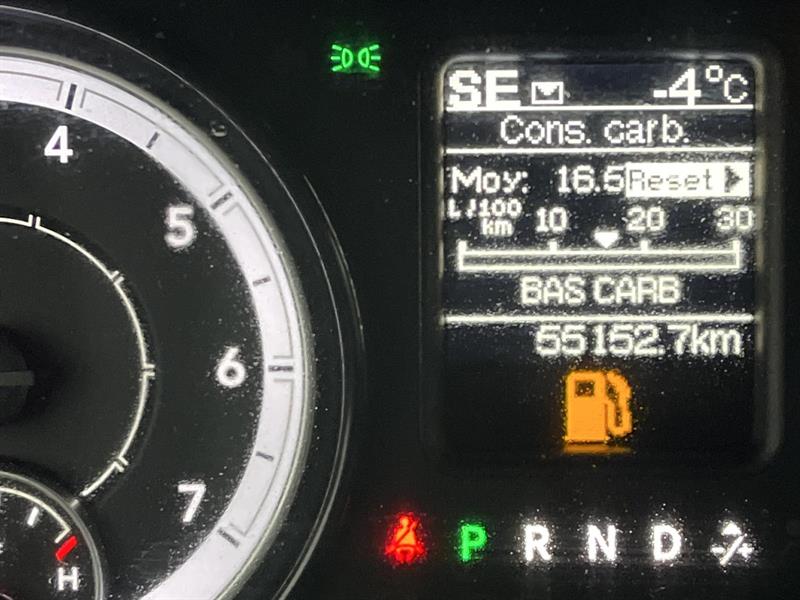 SE -4°C
Cons. carb.
Moy: 16.5 Reset
L/100 km 10 20 30
BAS CARB
55152.7km
4
5
6
7
H
P R N D